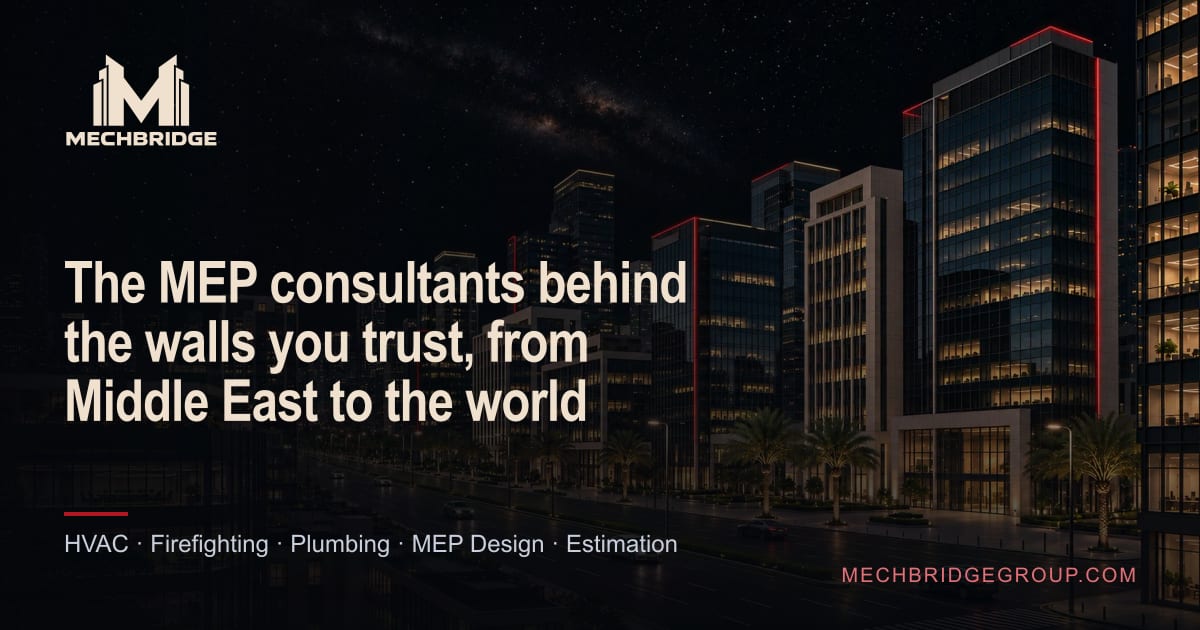 MECHBRIDGE
The MEP consultants behind
the walls you trust, from
Middle East to the world
HVAC · Firefighting · Plumbing · MEP Design · Estimation
MECHBRIDGEGROUP.COM